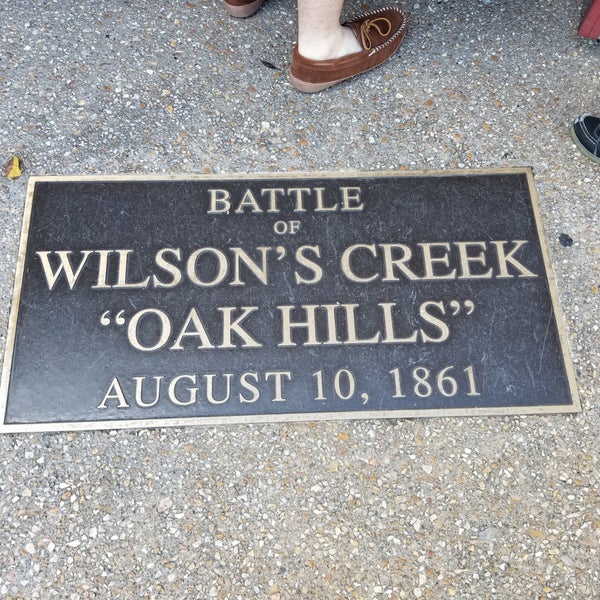 BATTLE
OF
WILSON'S CREEK
"OAK HILLS"
AUGUST 10, 1861